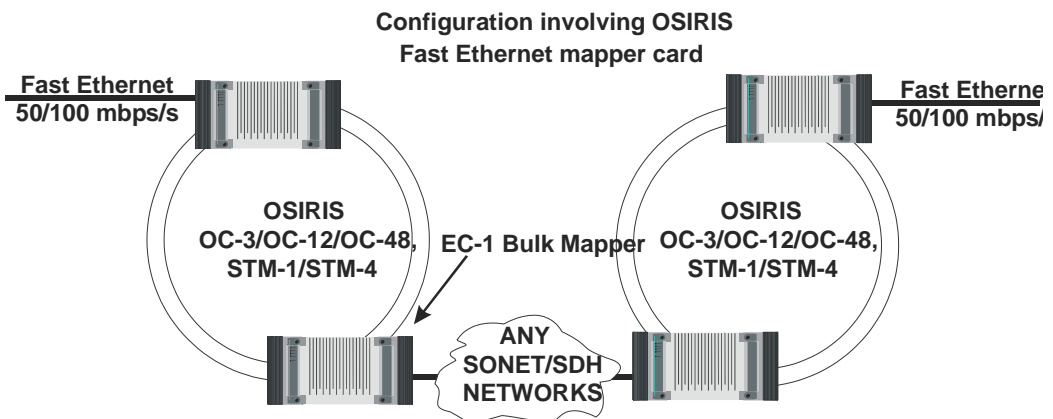 Configuration involving OSIRIS
Fast Ethernet mapper card
Fast Ethernet
50/100 mbps/s
Fast Etherne
50/100 mbps/
OSIRIS
OC-3/OC-12/OC-48,
STM-1/STM-4
EC-1 Bulk Mapper
OSIRIS
OC-3/OC-12/OC-48,
STM-1/STM-4
ANY
SONET/SDH
NETWORKS